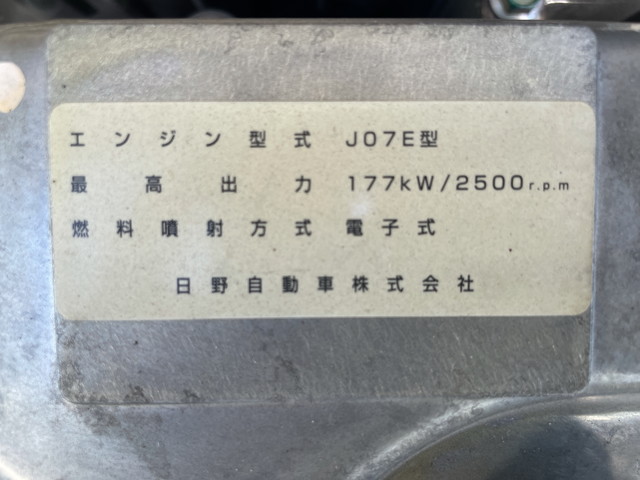 エンジン型式 J07E型
最高出力 177kW/2500r.p.m
燃料噴射方式 電子式
日野自動車株式会社